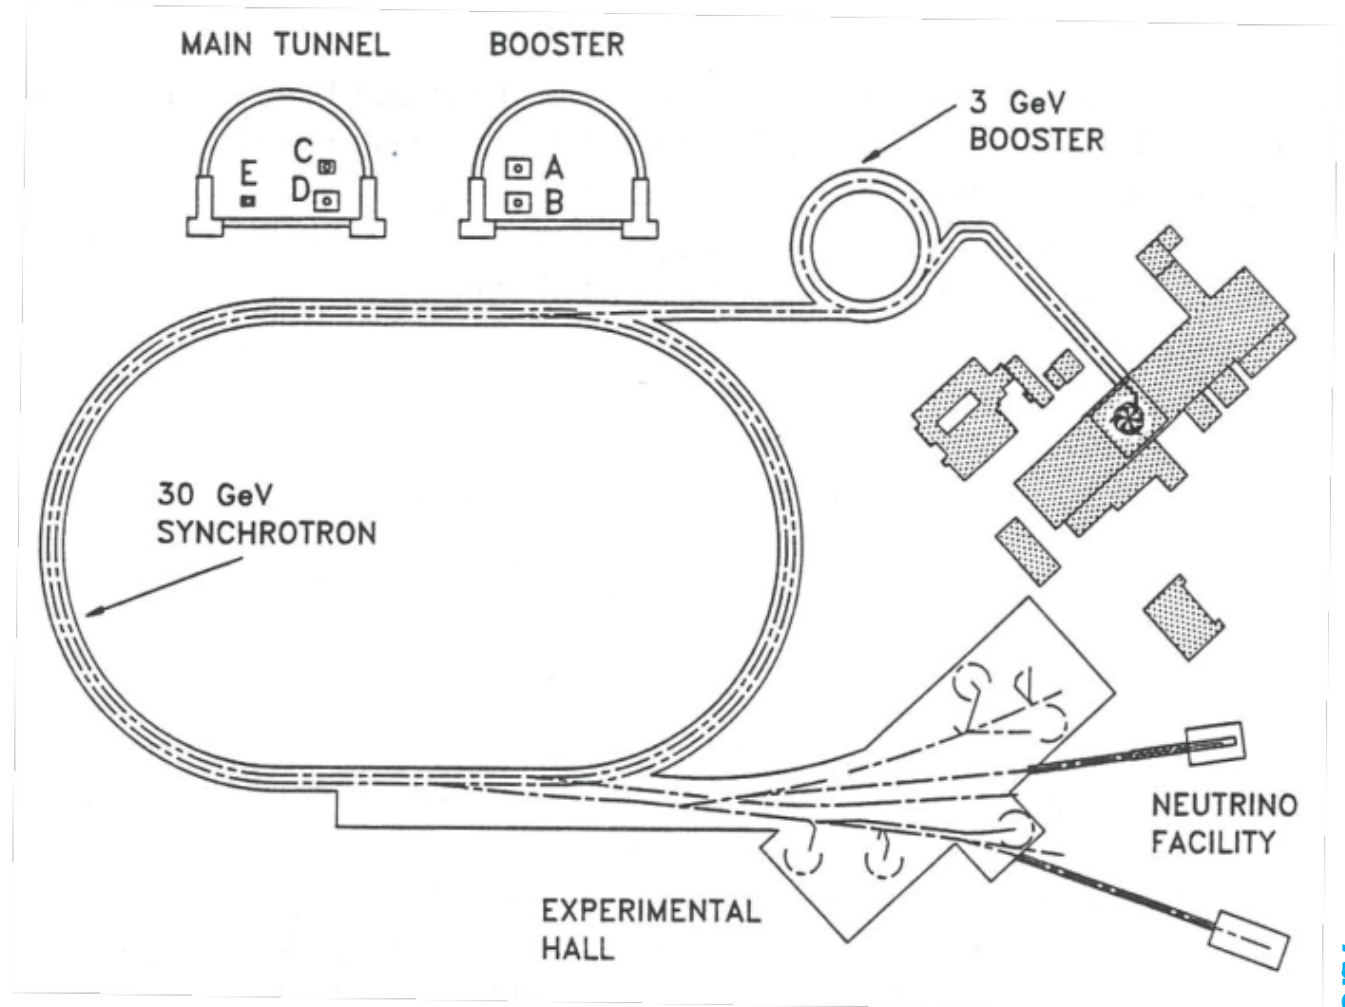 MAIN TUNNEL
BOOSTER
3 GeV
BOOSTER
C
E
D
A
B
30 GeV
SYNCHROTRON
NEUTRINO
FACILITY
EXPERIMENTAL
HALL